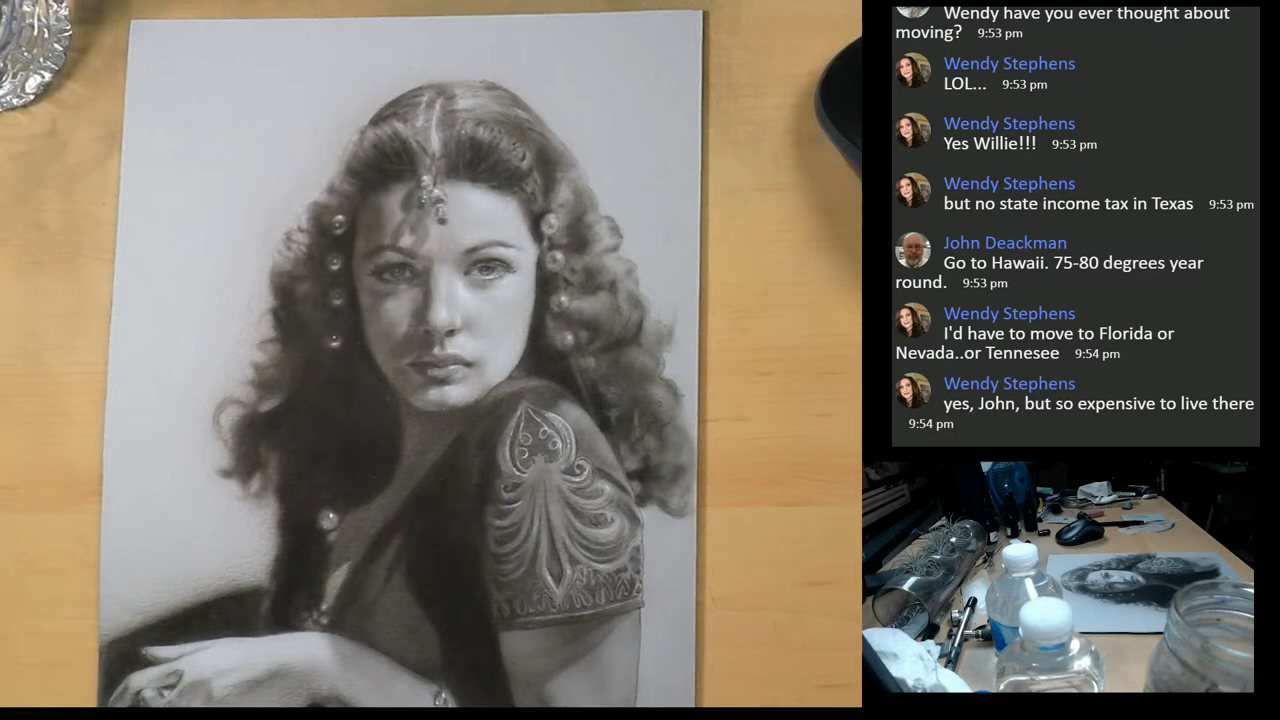 Wendy have you ever thought about
moving? 9:53 pm
Wendy Stephens
LOL... 9:53 pm
Wendy Stephens
Yes Willie!!! 9:53 pm
Wendy Stephens
but no state income tax in Texas 9:53 pm
John Deackman
Go to Hawaii. 75-80 degrees year
round. 9:53 pm
Wendy Stephens
I'd have to move to Florida or
Nevada..or Tennesee 9:54 pm
Wendy Stephens
yes, John, but so expensive to live there
9:54 pm